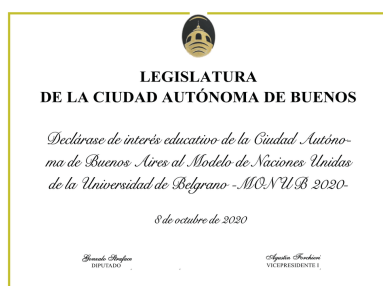 LEGISLATURA
DE LA CIUDAD AUTÓNOMA DE BUENOS
Declárase de interés educativo de la Ciudad Autóno-
ma de Buenos Aires al Modelo de Naciones Unidas
de la Universidad de Belgrano -MONUB 2020-
8 de octubre de 2020
Gonzalo Straface
DIPUTADO
Agustín Forchieri
VICEPRESIDENTE I